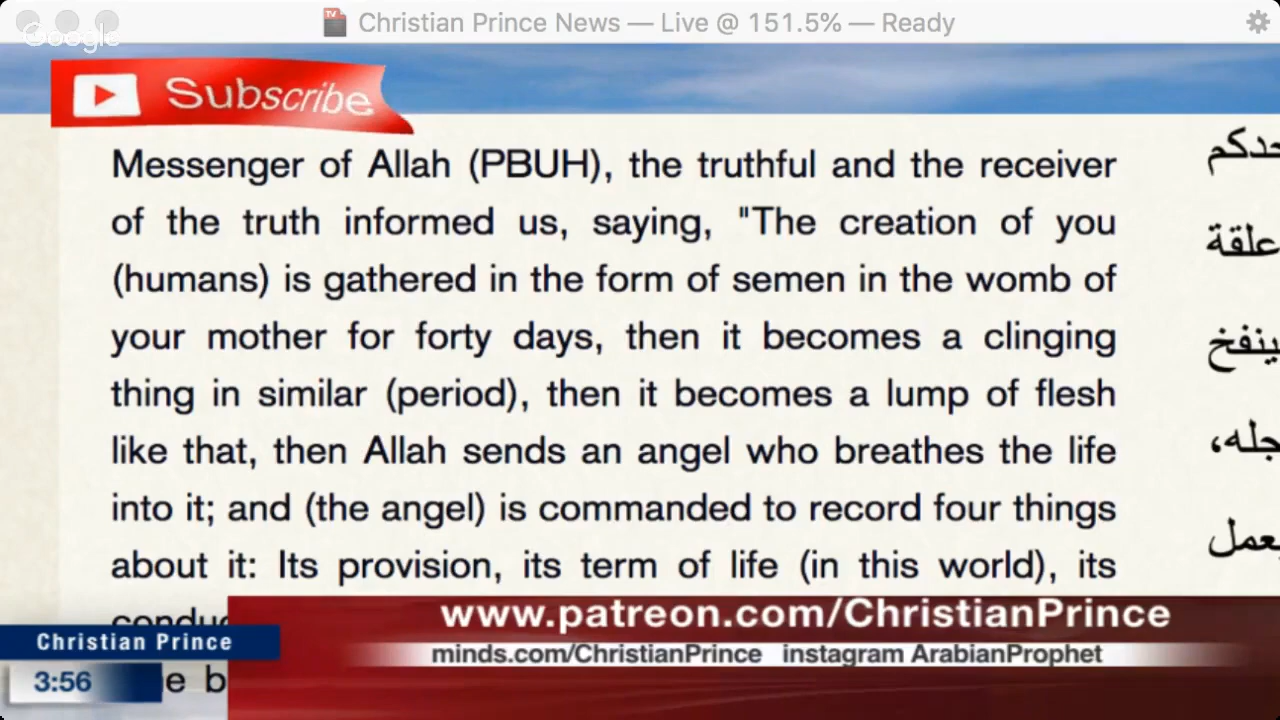 Christian Prince News — Live @ 151.5% — Ready
Google
Subscribe
Messenger of Allah (PBUH), the truthful and the receiver
of the truth informed us, saying, "The creation of you
(humans) is gathered in the form of semen in the womb of
your mother for forty days, then it becomes a clinging
thing in similar (period), then it becomes a lump of flesh
like that, then Allah sends an angel who breathes the life
into it; and (the angel) is commanded to record four things
about it: Its provision, its term of life (in this world), its
e b
حدكم
علقة
ينفخ
جله،
يعمل
www.patreon.com/ChristianPrince
Christian Prince
minds.com/ChristianPrince instagram ArabianProphet
3:56